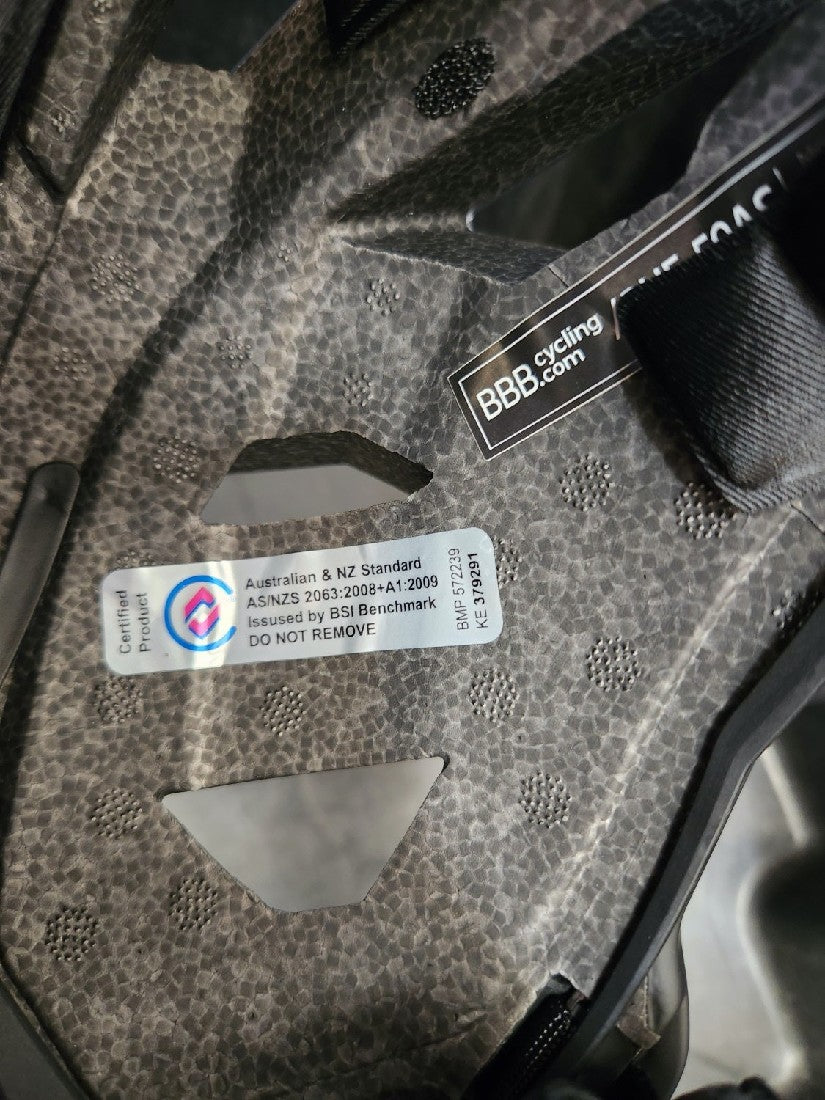 BBB cycling
.com
Certified
Product
Australian & NZ Standard
AS/NZS 2063:2008+A1:2009
Issused by BSI Benchmark
DO NOT REMOVE
BMP 572239
KE 379291